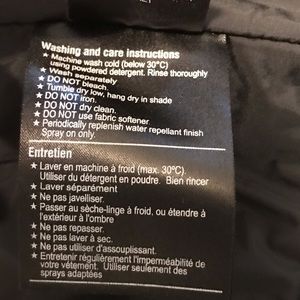 Washing and care instructions
★ Machine wash cold (below 30°C)
using powdered detergent. Rinse thoroughly
★ Wash separately
★ DO NOT bleach.
★ Tumble dry low, hang dry in shade
★ DO NOT iron.
★ DO NOT dry clean.
★ DO NOT use fabric softener.
★ Periodically replenish water repellant finish
Spray on only.
Entretien
★ Laver en machine à froid (max. 30°C).
Utiliser du détergent en poudre. Bien rincer
★ Laver séparément
★ Ne pas javelliser.
★ Passer au sèche-linge à froid, ou étendre à
l'extérieur à l'ombre
★ Ne pas repasser.
★ Ne pas laver à sec.
★ Ne pas utiliser d'assouplissant.
★ Entretenir régulièrement l'imperméabilité de
votre vêtement. Utiliser seulement des
sprays adaptés